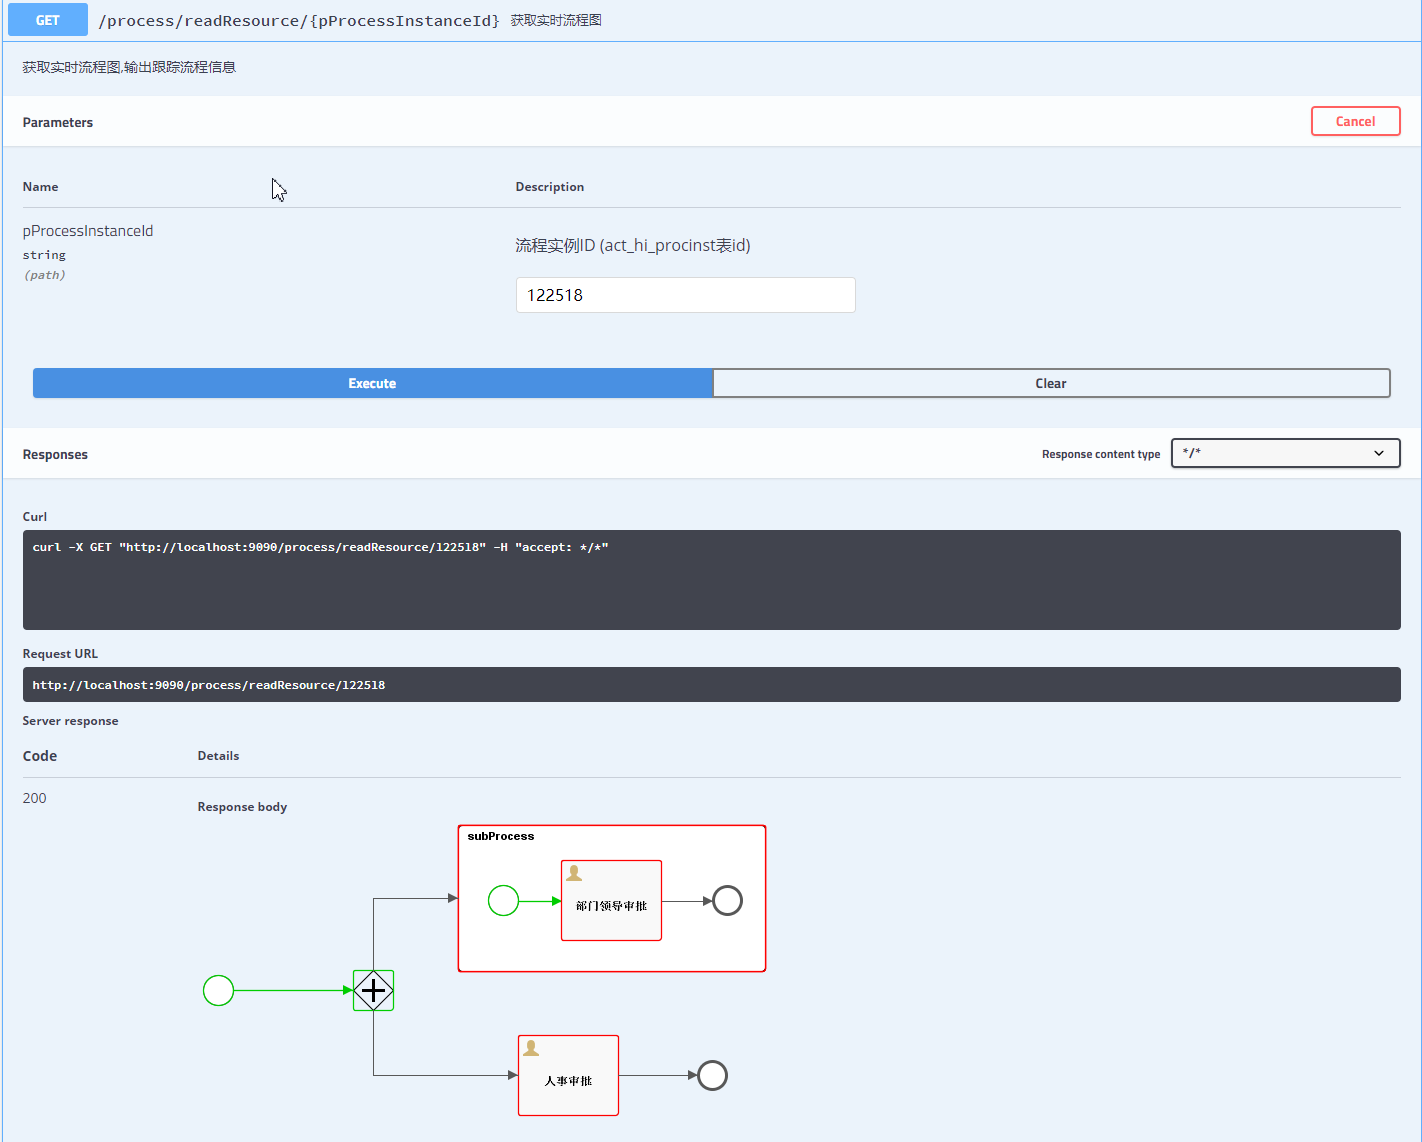 GET /process/readResource/{pProcessInstanceId} 获取实时流程图
获取实时流程图,输出跟踪流程信息
Parameters
Cancel
Name Description
pProcessInstanceId
string
(path)
流程实例ID (act_hi_procinst表id)
122518
Execute
Clear
Responses
Response content type
*/*
Curl
curl -X GET "http://localhost:9090/process/readResource/122518" -H "accept: */*"
Request URL
http://localhost:9090/process/readResource/122518
Server response
Code Details
200
Response body
subProcess
部门领导审批
人事审批